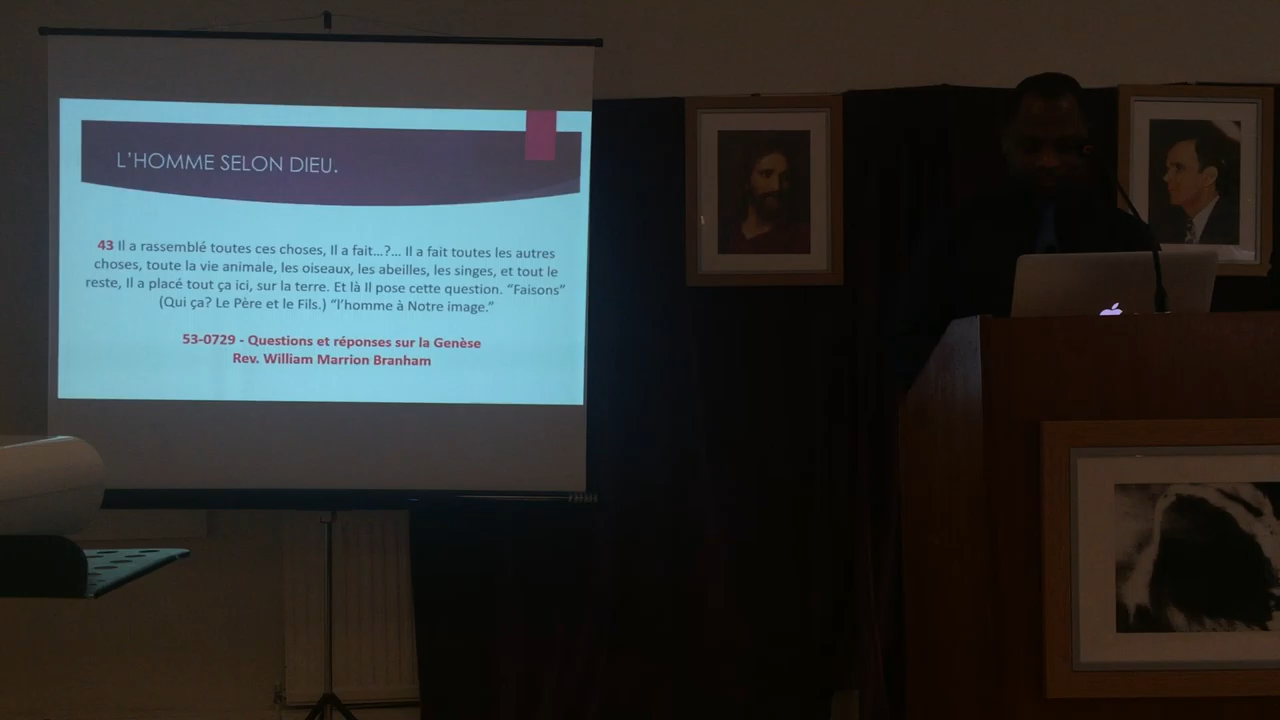 L'HOMME SELON DIEU.
43 Il a rassemblé toutes ces choses, Il a fait...?... Il a fait toutes les autres
choses, toute la vie animale, les oiseaux, les abeilles, les singes, et tout le
reste, Il a placé tout ça ici, sur la terre. Et là Il pose cette question. “Faisons”
(Qui ça? Le Père et le Fils.) “l'homme à Notre image.”
53-0729 - Questions et réponses sur la Genèse
Rev. William Marrion Branham